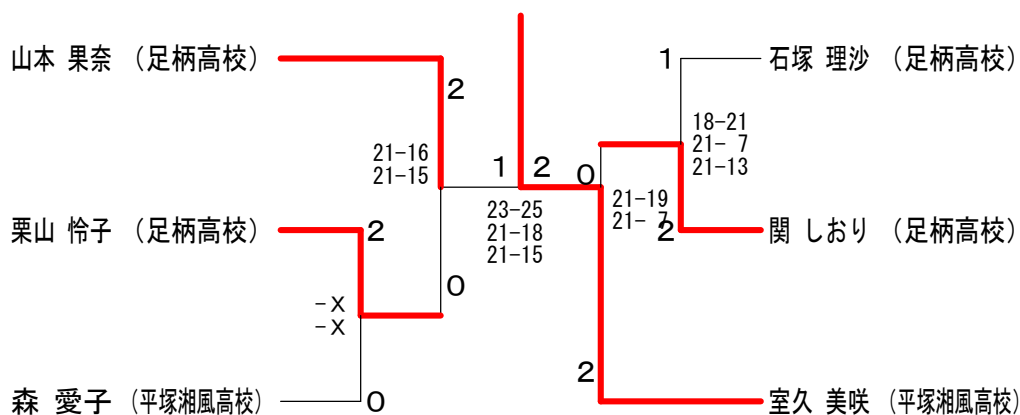 山本 果奈 （足柄高校）
2
21-16
21-15
栗山 怜子 （足柄高校）
2
-X
-X
0
森 愛子 （平塚湘風高校）
0
1
2
23-25
21-18
21-15
1
石塚 理沙 （足柄高校）
18-21
21- 7
21-13
0
21-19
21- 7
2
関 しおり （足柄高校）
2
室久 美咲 （平塚湘風高校）